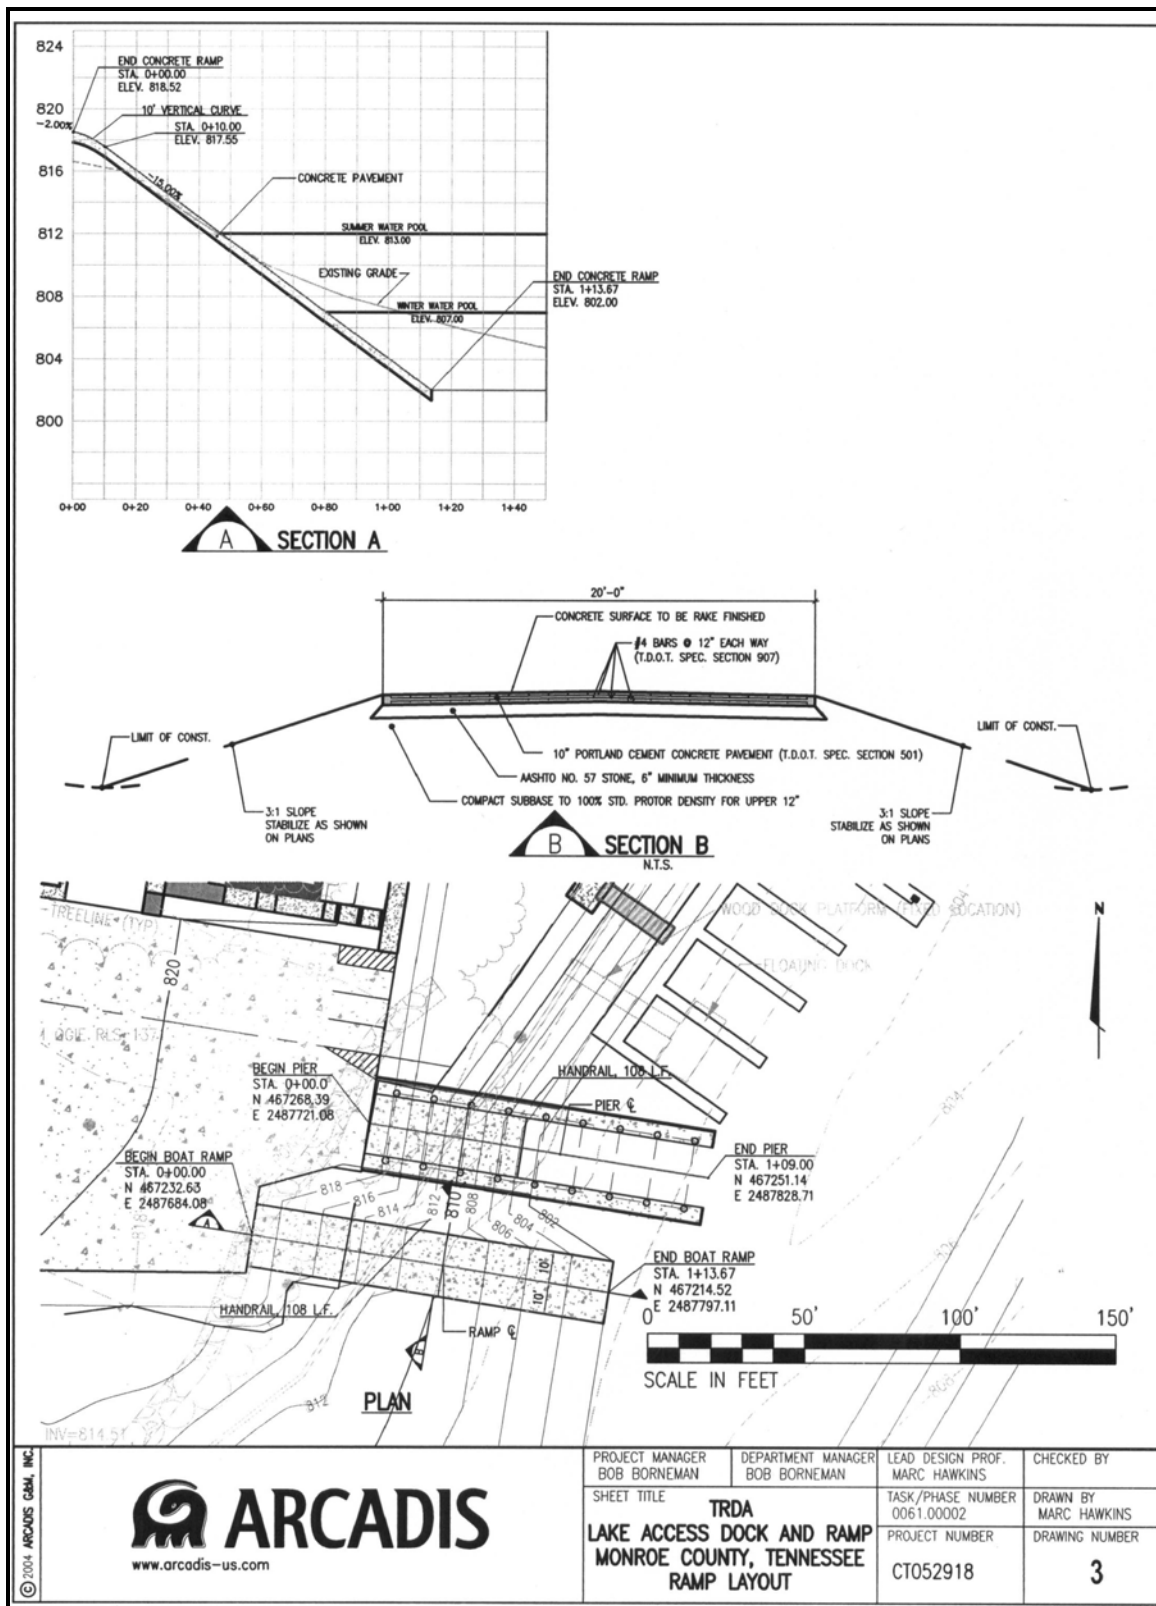 824
820
816
812
808
804
800
-2.00%
END CONCRETE RAMP
STA. 0+00.00
ELEV. 818.52
10' VERTICAL CURVE
STA. 0+10.00
ELEV. 817.55
-15.00%
CONCRETE PAVEMENT
SUMMER WATER POOL
ELEV. 813.00
EXISTING GRADE
WINTER WATER POOL
ELEV. 807.00
END CONCRETE RAMP
STA. 1+13.67
ELEV. 802.00
0+00 0+20 0+40 0+60 0+80 1+00 1+20 1+40
A SECTION A
20'-0"
CONCRETE SURFACE TO BE RAKE FINISHED
#4 BARS @ 12" EACH WAY
(T.D.O.T. SPEC. SECTION 907)
LIMIT OF CONST.
LIMIT OF CONST.
10" PORTLAND CEMENT CONCRETE PAVEMENT (T.D.O.T. SPEC. SECTION 501)
AASHTO NO. 57 STONE, 6" MINIMUM THICKNESS
COMPACT SUBBASE TO 100% STD. PROTOR DENSITY FOR UPPER 12"
3:1 SLOPE
STABILIZE AS SHOWN
ON PLANS
3:1 SLOPE
STABILIZE AS SHOWN
ON PLANS
B SECTION B
N.T.S.
TREELINE (TYP)
820
WOOD DOCK PLATFORM (FIXED LOCATION)
FLOATING DOCK
804
N
BEGIN PIER
STA. 0+00.0
N 467268.39
E 2487721.08
HANDRAIL, 108 L.F.
PIER ℄
END PIER
STA. 1+09.00
N 467251.14
E 2487828.71
BEGIN BOAT RAMP
STA. 0+00.00
N 467232.63
E 2487684.08
A
818
816
814
812
810
808
806
804
802
818
10'
10'
END BOAT RAMP
STA. 1+13.67
N 467214.52
E 2487797.11
HANDRAIL, 108 L.F.
RAMP ℄
B
804
804
806
808
812
0' 50' 100' 150'
SCALE IN FEET
PLAN
INV=814.51
© 2004 ARCADIS G&M, INC.
ARCADIS
www.arcadis-us.com
PROJECT MANAGER
BOB BORNEMAN
DEPARTMENT MANAGER
BOB BORNEMAN
LEAD DESIGN PROF.
MARC HAWKINS
CHECKED BY
SHEET TITLE
TRDA
LAKE ACCESS DOCK AND RAMP
MONROE COUNTY, TENNESSEE
RAMP LAYOUT
TASK/PHASE NUMBER
0061.00002
DRAWN BY
MARC HAWKINS
PROJECT NUMBER
CT052918
DRAWING NUMBER
3